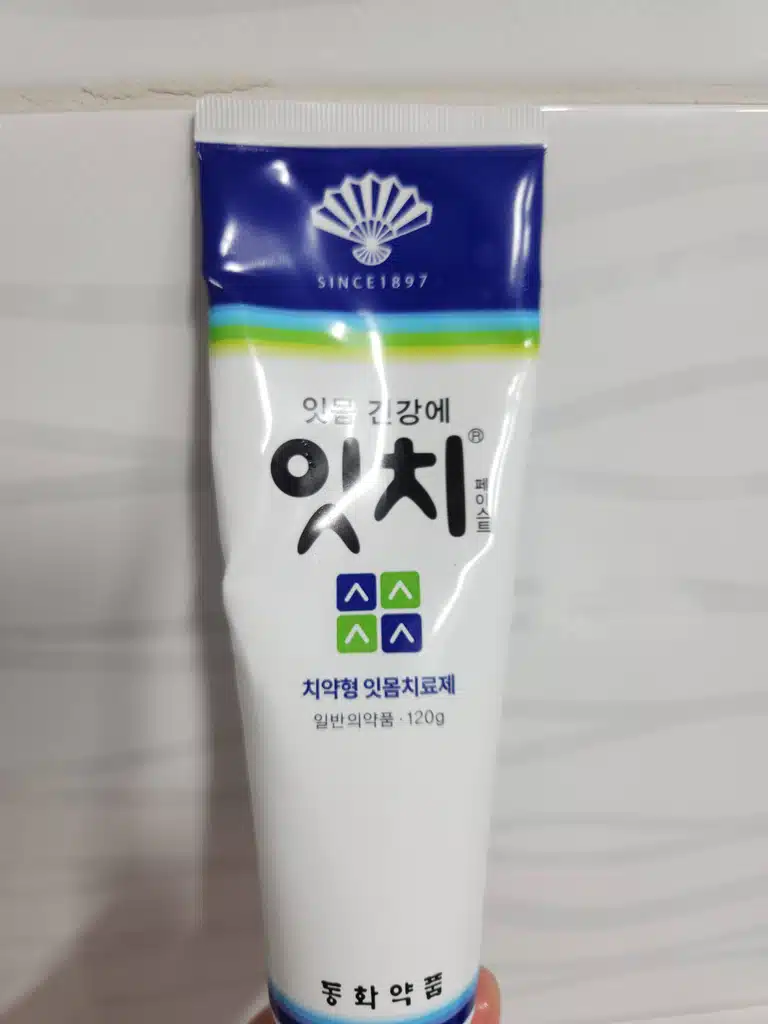 SINCE1897
잇몸 건강에
잇치®
페이스트
치약형 잇몸치료제
일반의약품·120g
동화약품